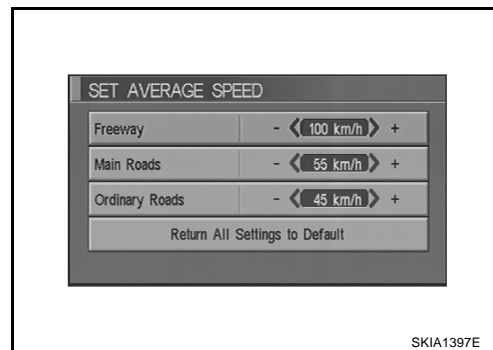 SET AVERAGE SPEED
Freeway - 100 km/h +
Main Roads - 55 km/h +
Ordinary Roads - 45 km/h +
Return All Settings to Default
SKIA1397E